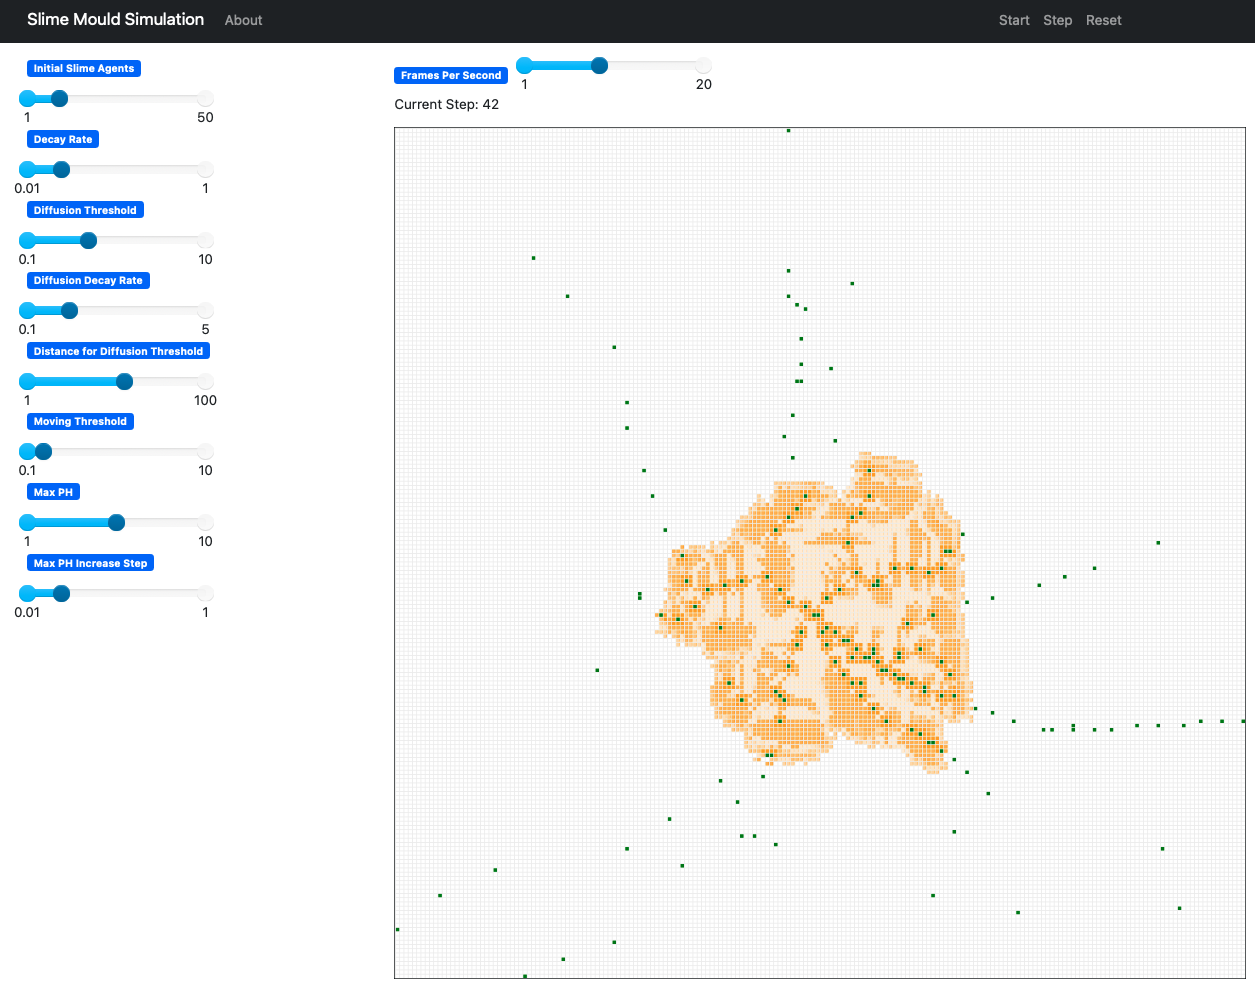 Slime Mould Simulation About Start Step Reset
Initial Slime Agents
1 50
Decay Rate
0.01 1
Diffusion Threshold
0.1 10
Diffusion Decay Rate
0.1 5
Distance for Diffusion Threshold
1 100
Moving Threshold
0.1 10
Max PH
1 10
Max PH Increase Step
0.01 1
Frames Per Second
1 20
Current Step: 42